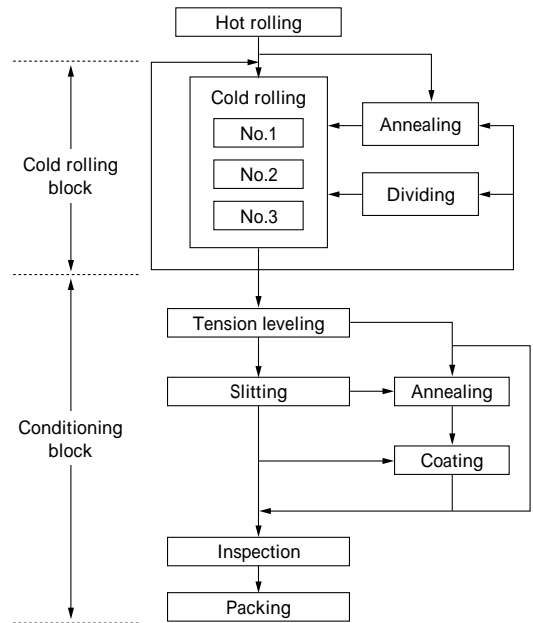 Hot rolling
Cold rolling
No.1
No.2
No.3
Annealing
Dividing
Cold rolling
block
Tension leveling
Slitting
Annealing
Coating
Conditioning
block
Inspection
Packing